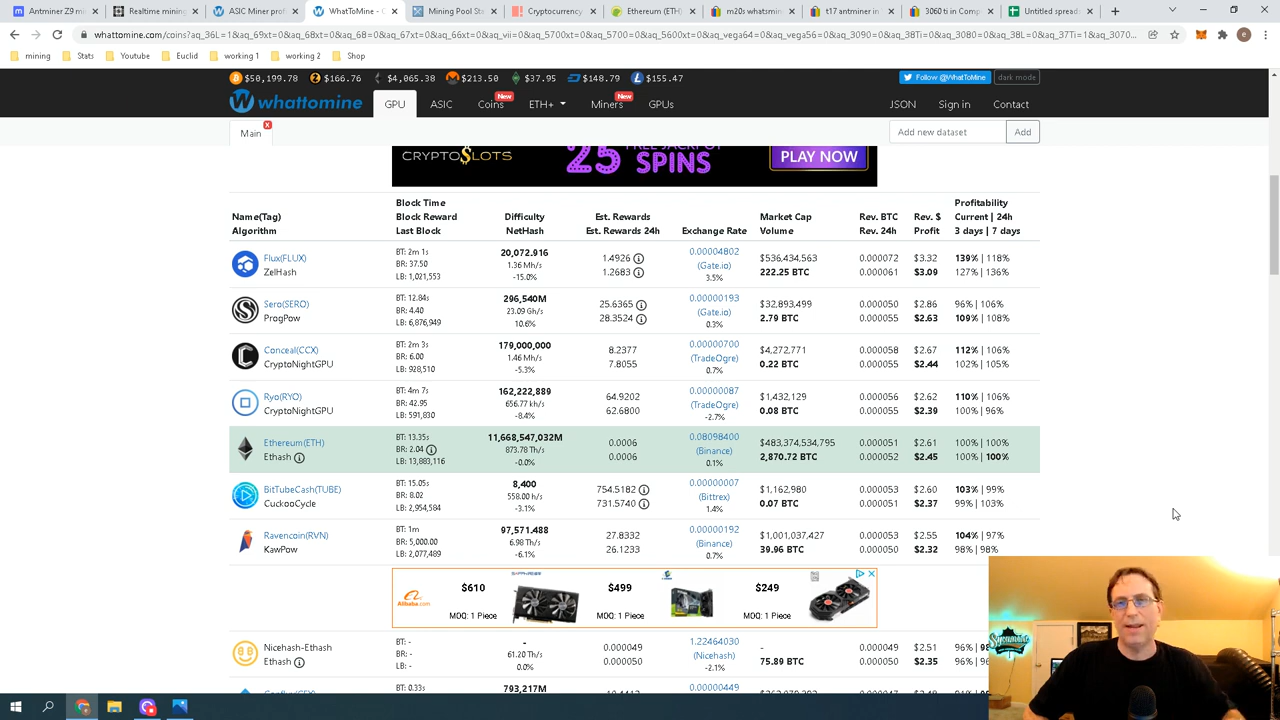 Antminer Z9 mi
Realtime mining
ASIC Miner prof
WhatToMine - C
Mining Pool Sta
Cryptocurrency
Ethereum (ETH)
m20s whatsmin
t17 antminer in
3060 ti in Comp
Untitled spreads
whattomine.com/coins?aq_36L=1&aq_69xt=0&aq_68xt=0&aq_68=0&aq_67xt=0&aq_66xt=0&aq_vii=0&aq_5700xt=0&aq_5700=0&aq_5600xt=0&aq_vega64=0&aq_vega56=0&aq_3090=0&aq_38Ti=0&aq_3080=0&aq_38L=0&aq_37Ti=1&aq_3070...
mining
Stats
Youtube
Euclid
working 1
working 2
Shop
$50,199.78 $166.76 $4,065.38 $213.50 $37.95 $148.79 $155.47
Follow @WhatToMine
dark mode
whattomine
GPU
ASIC
Coins New
ETH+
Miners New
GPUs
JSON
Sign in
Contact
Main
Add new dataset
Add
CRYPTOSLOTS
25 FREE JACKPOT SPINS
PLAY NOW
Name(Tag)
Algorithm
Block Time
Block Reward
Last Block
Difficulty
NetHash
Est. Rewards
Est. Rewards 24h
Exchange Rate
Market Cap
Volume
Rev. BTC
Rev. 24h
Rev. $
Profit
Profitability
Current | 24h
3 days | 7 days
Flux(FLUX)
ZelHash
BT: 2m 1s
BR: 37.50
LB: 1,021,553
20,072.916
1.36 Mh/s
-15.0%
1.4926
1.2683
0.00004802
(Gate.io)
3.5%
$536,434,563
222.25 BTC
0.000072
0.000061
$3.32
$3.09
139% | 118%
127% | 136%
Sero(SERO)
ProgPow
BT: 12.84s
BR: 4.40
LB: 6,876,949
296,540M
23.09 Gh/s
10.6%
25.6365
28.3524
0.00000193
(Gate.io)
0.3%
$32,893,499
2.79 BTC
0.000050
0.000055
$2.86
$2.63
96% | 106%
109% | 108%
Conceal(CCX)
CryptoNightGPU
BT: 2m 3s
BR: 6.00
LB: 928,510
179,000,000
1.46 Mh/s
-5.3%
8.2377
7.8055
0.00000700
(TradeOgre)
0.7%
$4,272,771
0.22 BTC
0.000058
0.000055
$2.67
$2.44
112% | 106%
102% | 105%
Ryo(RYO)
CryptoNightGPU
BT: 4m 7s
BR: 42.95
LB: 591,830
162,222,889
656.77 kh/s
-8.4%
64.9202
62.6800
0.00000087
(TradeOgre)
-2.7%
$1,432,129
0.08 BTC
0.000056
0.000055
$2.62
$2.39
110% | 106%
100% | 96%
Ethereum(ETH)
Ethash
BT: 13.35s
BR: 2.04
LB: 13,883,116
11,668,547,032M
873.78 Th/s
-0.0%
0.0006
0.0006
0.08098400
(Binance)
0.1%
$483,374,534,795
2,870.72 BTC
0.000051
0.000052
$2.61
$2.45
100% | 100%
100% | 100%
BitTubeCash(TUBE)
CuckooCycle
BT: 15.05s
BR: 8.02
LB: 2,954,584
8,400
558.00 h/s
-3.1%
754.5182
731.5740
0.00000007
(Bittrex)
1.4%
$1,162,980
0.07 BTC
0.000053
0.000051
$2.60
$2.37
103% | 99%
99% | 103%
Ravencoin(RVN)
KawPow
BT: 1m
BR: 5,000.00
LB: 2,077,489
97,571.488
6.98 Th/s
-6.1%
27.8332
26.1233
0.00000192
(Binance)
0.7%
$1,001,037,427
39.96 BTC
0.000053
0.000050
$2.55
$2.32
104% | 97%
98% | 98%
Alibaba.com
$610
MOQ: 1 Piece
$499
MOQ: 1 Piece
$249
MOQ: 1 Piece
Nicehash-Ethash
Ethash
BT: -
BR: -
LB: -
-
61.20 Th/s
0.0%
0.000049
0.000050
1.22464030
(Nicehash)
-2.1%
-
75.89 BTC
0.000049
0.000050
$2.51
$2.35
96% | 98
96% | 96
BT: 0.33s
793,217M
0.00000449